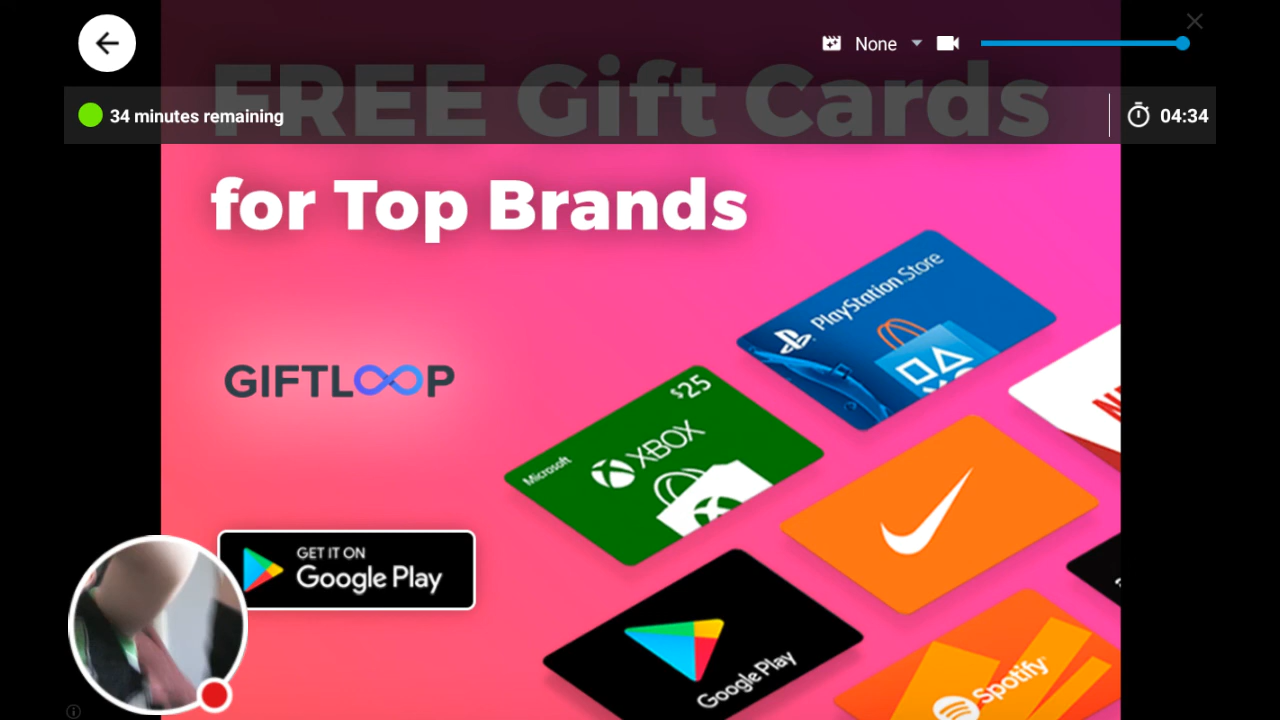 None
FREE Gift Cards
34 minutes remaining
04:34
for Top Brands
PlayStation Store
GIFTLOOP
$25
XBOX
Microsoft
GET IT ON
Google Play
Google Play
Spotify